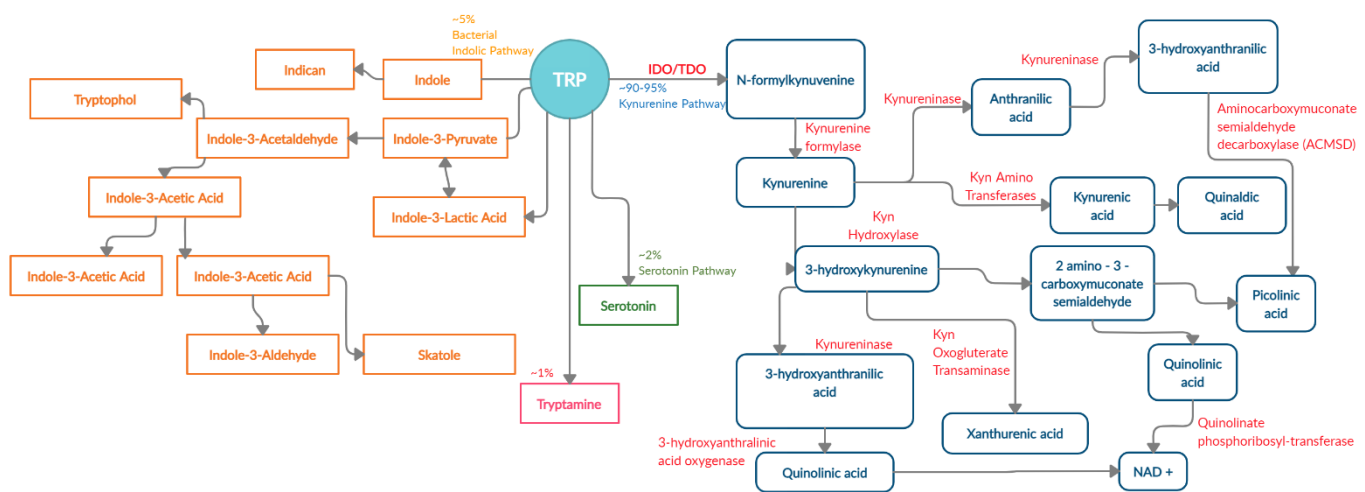 ~5%
Bacterial
Indolic Pathway
Indican
Indole
TRP
IDO/TDO
~90-95%
Kynurenine Pathway
N-formylkynuvenine
Kynureninase
3-hydroxyanthranilic
acid
Tryptophol
Kynureninase
Anthranilic
acid
Indole-3-Acetaldehyde
Indole-3-Pyruvate
Kynurenine
formylase
Aminocarboxymuconate
semialdehyde
decarboxylase (ACMSD)
Indole-3-Acetic Acid
Indole-3-Lactic Acid
Kynurenine
Kyn Amino
Transferases
Kynurenic
acid
Quinaldic
acid
Kyn
Hydroxylase
Indole-3-Acetic Acid
Indole-3-Acetic Acid
~2%
Serotonin Pathway
Serotonin
3-hydroxykynurenine
2 amino - 3 -
carboxymuconate
semialdehyde
Picolinic
acid
Indole-3-Aldehyde
Skatole
~1%
Tryptamine
Kynureninase
Kyn
Oxogluterate
Transaminase
3-hydroxyanthranilic
acid
Quinolinic
acid
Xanthurenic acid
3-hydroxyanthralinic
acid oxygenase
Quinolinate
phosphoribosyl-transferase
Quinolinic acid
NAD +